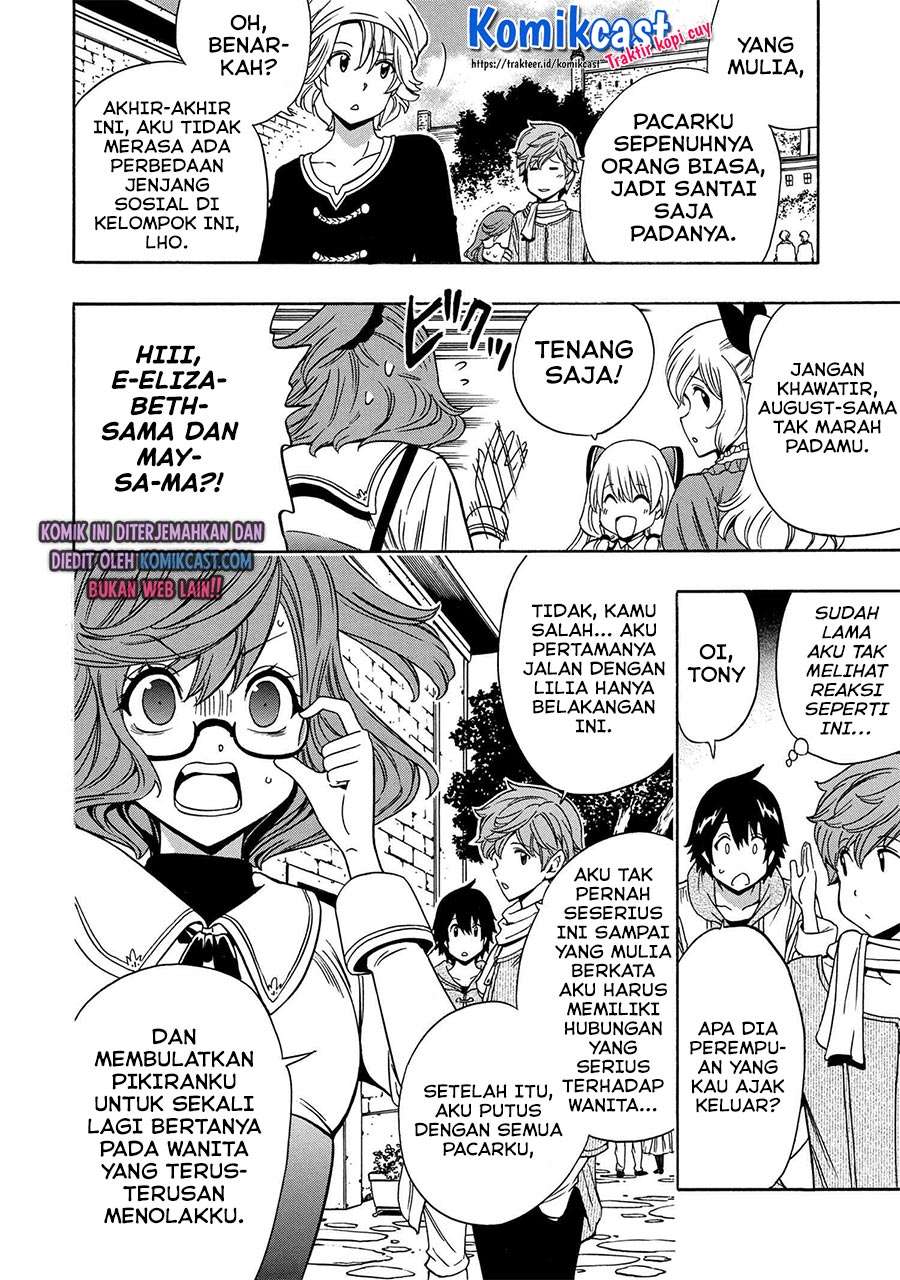 Komikcast
Traktir kopi cuy
https://trakteer.id/komikcast
YANG
MULIA,
PACARKU
SEPENUHNYA
ORANG BIASA,
JADI SANTAI
SAJA
PADANYA.
OH,
BENAR-
KAH?
AKHIR-AKHIR
INI, AKU TIDAK
MERASA ADA
PERBEDAAN
JENJANG
SOSIAL DI
KELOMPOK INI,
LHO.
JANGAN
KHAWATIR,
AUGUST-SAMA
TAK MARAH
PADAMU.
TENANG
SAJA!
ビクッ
HIII,
E-ELIZA-
BETH-
SAMA DAN
MAY-
SA-MA?!
KOMIK INI DITERJEMAHKAN DAN
DIEDIT OLEH KOMIKCAST.COM
BUKAN WEB LAIN!!
SUDAH
LAMA
AKU TAK
MELIHAT
REAKSI
SEPERTI
INI...
OI,
TONY
APA DIA
PEREMPU-
AN YANG
KAU AJAK
KELUAR?
TIDAK, KAMU
SALAH... AKU
PERTAMANYA
JALAN DENGAN
LILIA HANYA
BELAKANGAN
INI.
AKU TAK
PERNAH
SESERIUS
INI SAMPAI
YANG MULIA
BERKATA
AKU HARUS
MEMILIKI
HUBUNGAN
YANG
SERIUS
TERHADAP
WANITA...
SETELAH ITU,
AKU PUTUS
DENGAN SEMUA
PACARKU,
DAN
MEMBULATKAN
PIKIRANKU
UNTUK SEKALI
LAGI BERTANYA
PADA WANITA
YANG TERUS-
TERUSAN
MENOLAKKU.